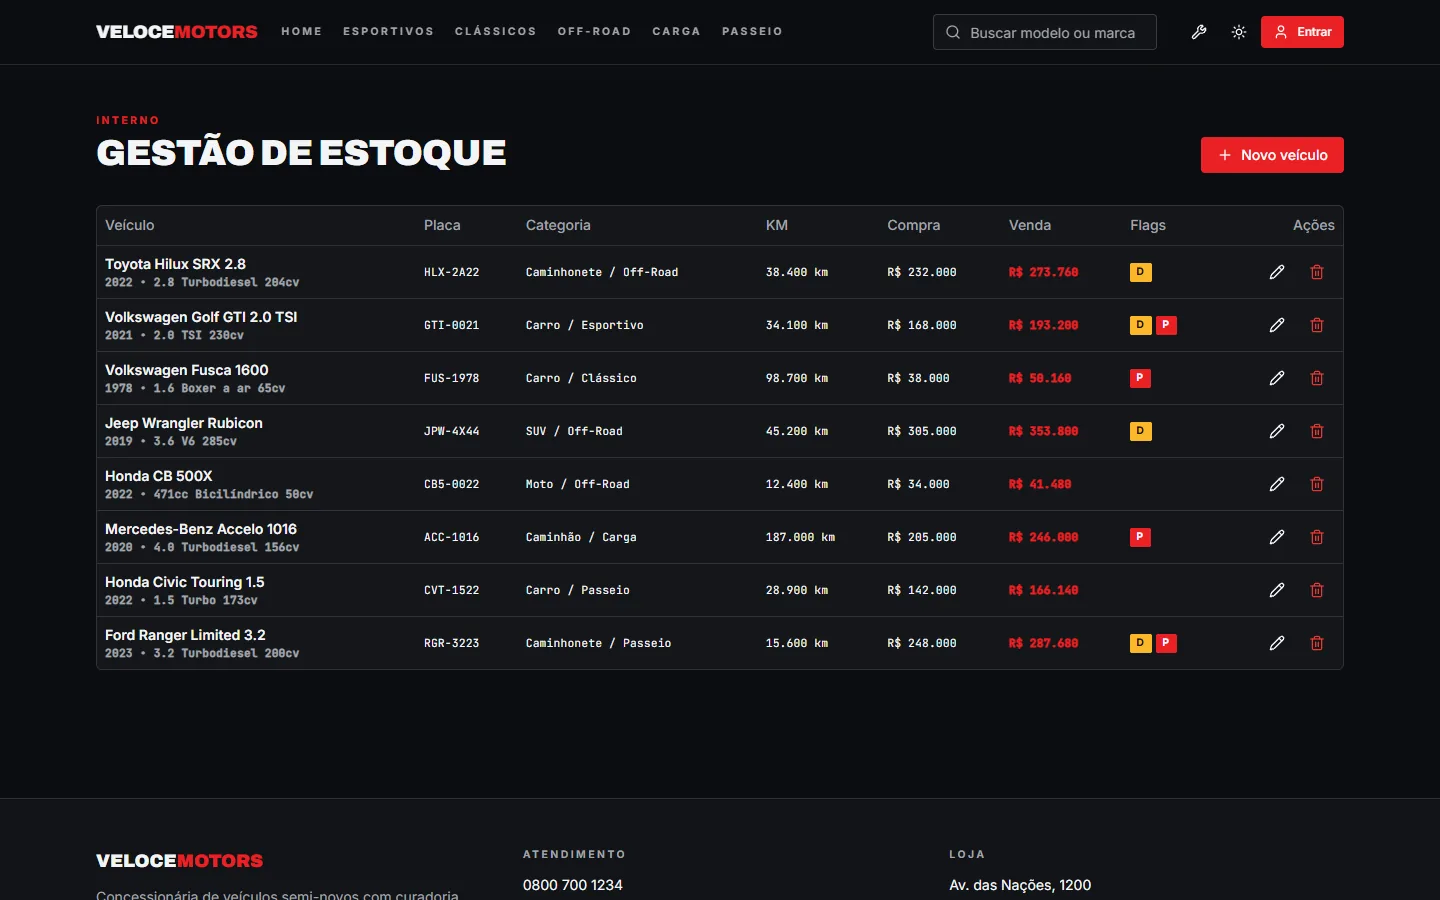 VELOCEMOTORS HOME ESPORTIVOS CLÁSSICOS OFF-ROAD CARGA PASSEIO Buscar modelo ou marca Entrar
INTERNO
GESTÃO DE ESTOQUE
Novo veículo
Veículo Placa Categoria KM Compra Venda Flags Ações
Toyota Hilux SRX 2.8
2022 • 2.8 Turbodiesel 204cv
HLX-2A22 Caminhonete / Off-Road 38.400 km R$ 232.000 R$ 273.760 D
Volkswagen Golf GTI 2.0 TSI
2021 • 2.0 TSI 230cv
GTI-0021 Carro / Esportivo 34.100 km R$ 168.000 R$ 193.200 D P
Volkswagen Fusca 1600
1978 • 1.6 Boxer a ar 65cv
FUS-1978 Carro / Clássico 98.700 km R$ 38.000 R$ 50.160 P
Jeep Wrangler Rubicon
2019 • 3.6 V6 285cv
JPW-4X44 SUV / Off-Road 45.200 km R$ 305.000 R$ 353.800 D
Honda CB 500X
2022 • 471cc Bicilíndrico 50cv
CB5-0022 Moto / Off-Road 12.400 km R$ 34.000 R$ 41.480
Mercedes-Benz Accelo 1016
2020 • 4.0 Turbodiesel 156cv
ACC-1016 Caminhão / Carga 187.000 km R$ 205.000 R$ 246.000 P
Honda Civic Touring 1.5
2022 • 1.5 Turbo 173cv
CVT-1522 Carro / Passeio 28.900 km R$ 142.000 R$ 166.140
Ford Ranger Limited 3.2
2023 • 3.2 Turbodiesel 200cv
RGR-3223 Caminhonete / Passeio 15.600 km R$ 248.000 R$ 287.680 D P
VELOCEMOTORS
Concessionária de veículos semi-novos com curadoria
ATENDIMENTO
0800 700 1234
LOJA
Av. das Nações, 1200